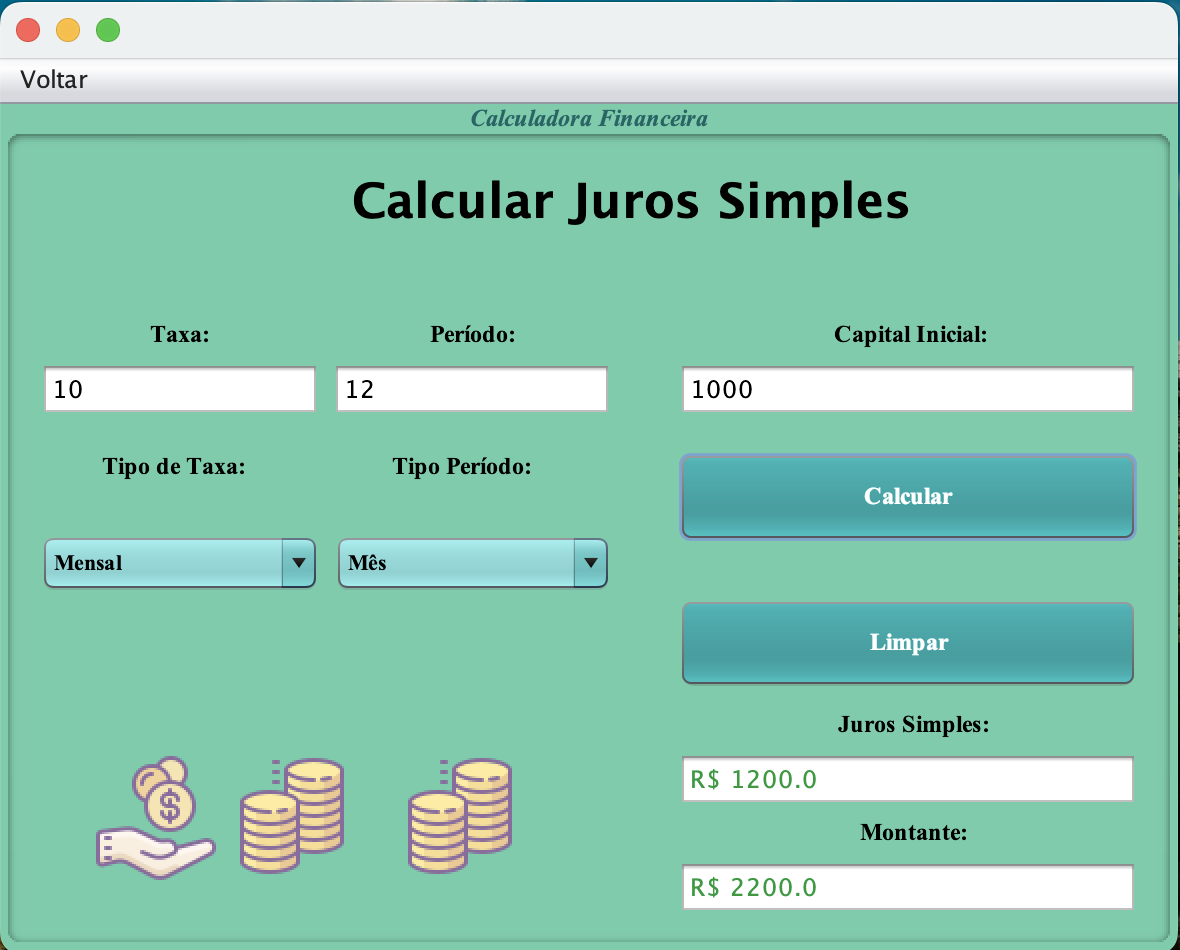 Voltar
Calculadora Financeira
Calcular Juros Simples
Taxa:
Período:
Capital Inicial:
10
12
1000
Tipo de Taxa:
Tipo Período:
Calcular
Mensal
Mês
Limpar
Juros Simples:
R$ 1200.0
$
Montante:
R$ 2200.0